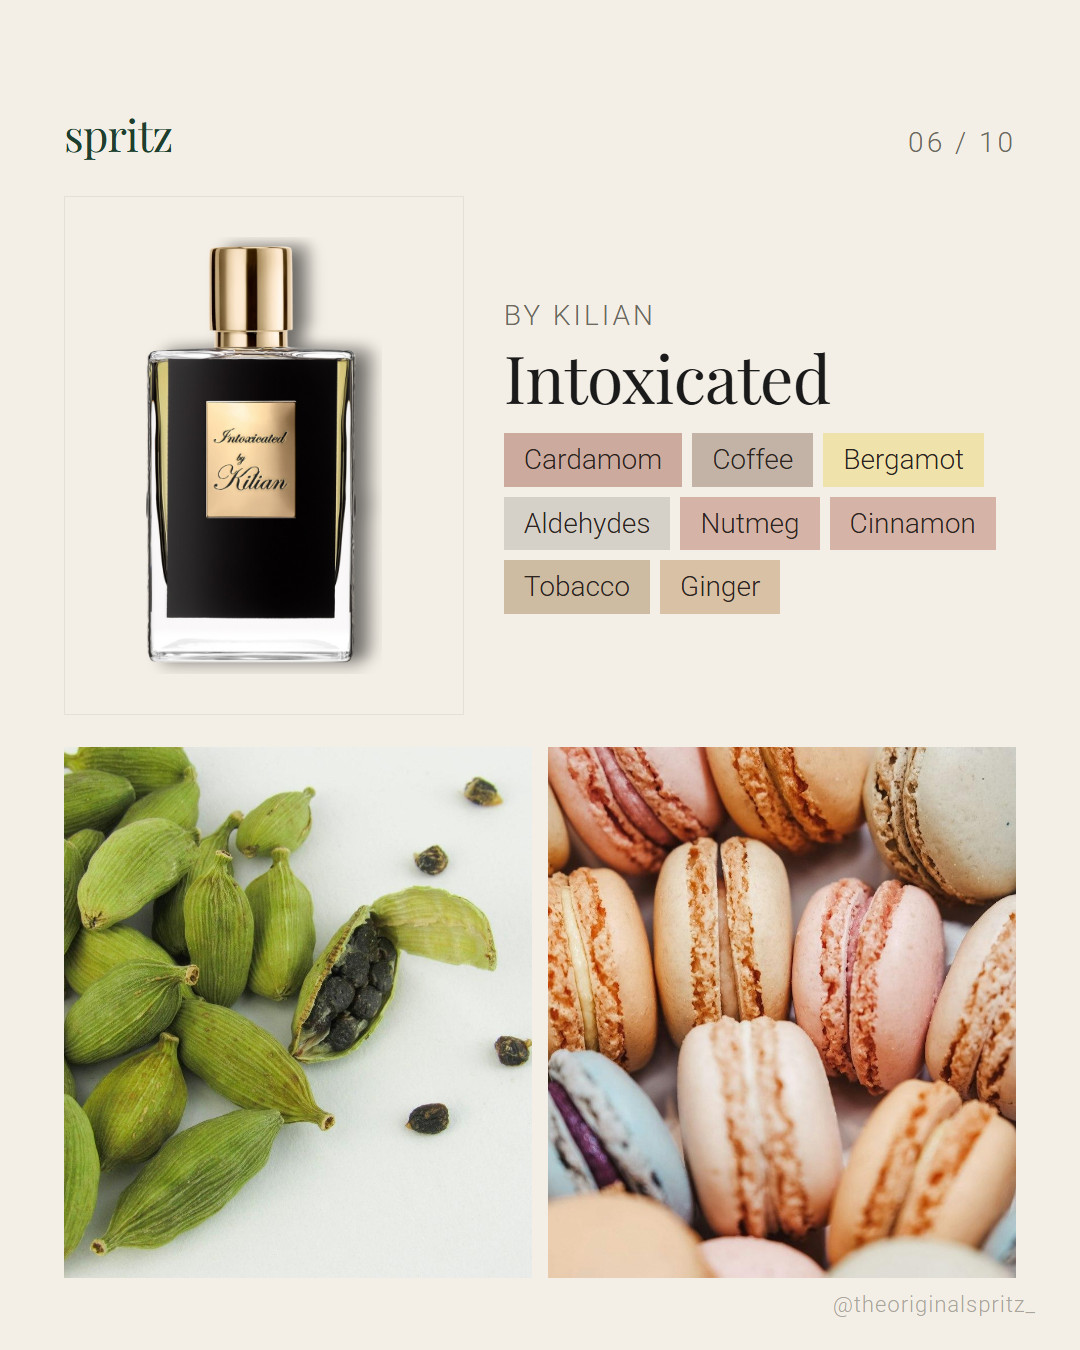 spritz
06 / 10
Intoxicated
by
Kilian
BY KILIAN
Intoxicated
Cardamom Coffee Bergamot
Aldehydes Nutmeg Cinnamon
Tobacco Ginger
@theoriginalspritz_